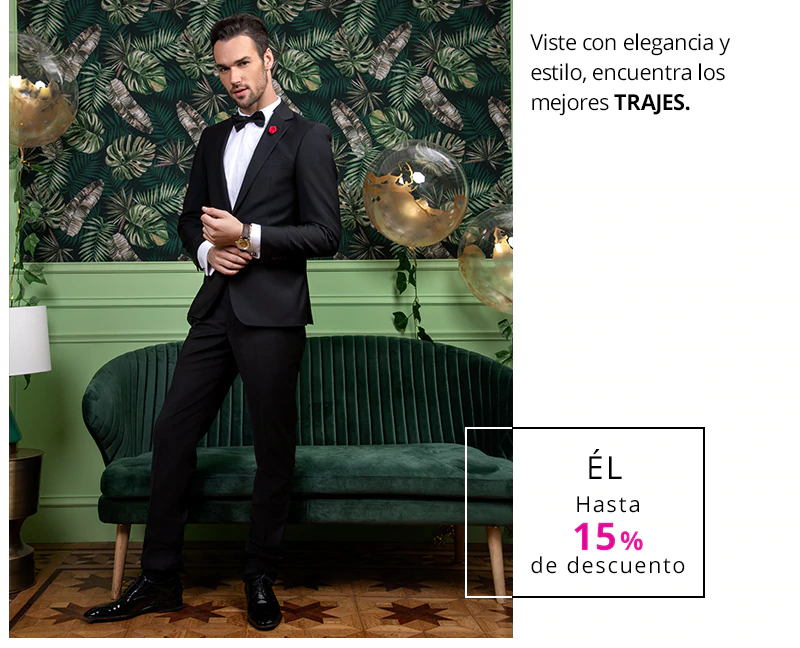 Viste con elegancia y
estilo, encuentra los
mejores TRAJES.
ÉL
Hasta
15%
de descuento